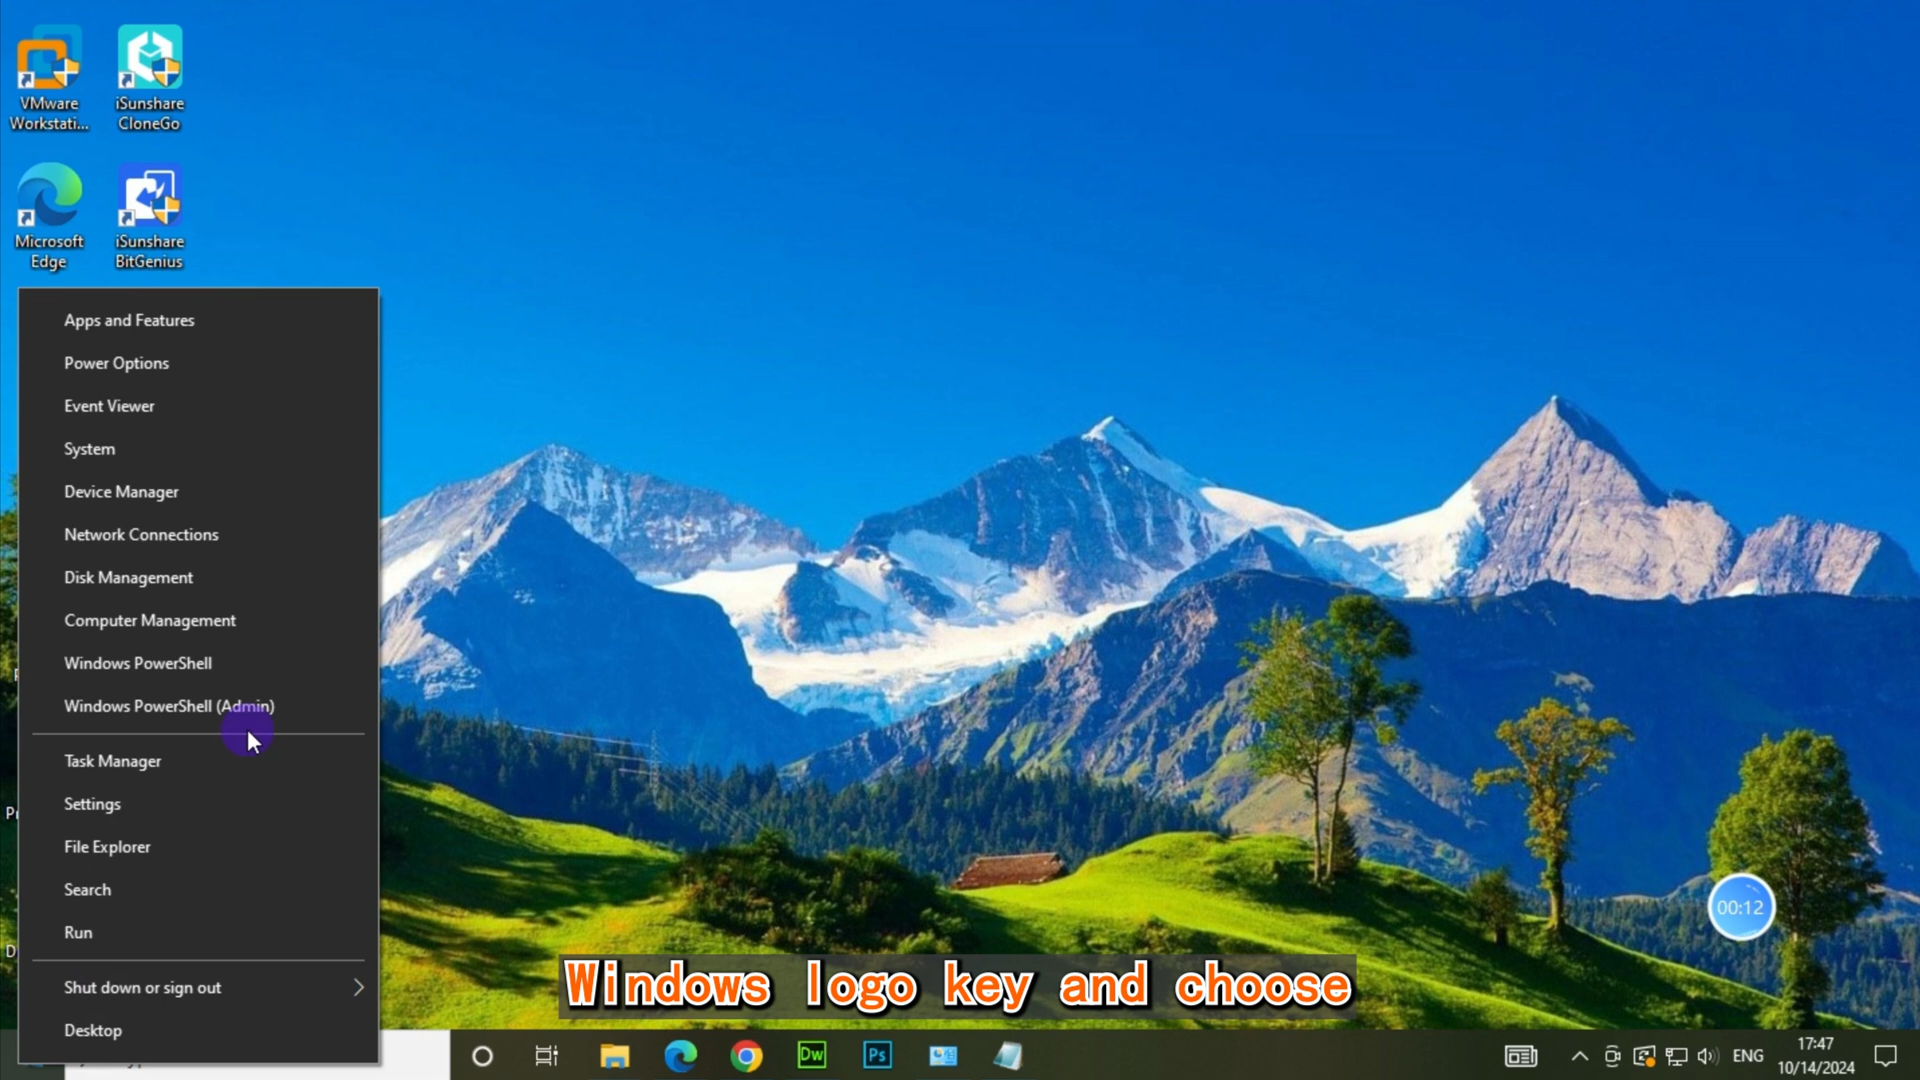 VMware
Workstati...
iSunshare
CloneGo
Microsoft
Edge
iSunshare
BitGenius
Apps and Features
Power Options
Event Viewer
System
Device Manager
Network Connections
Disk Management
Computer Management
Windows PowerShell
Windows PowerShell (Admin)
Task Manager
Settings
File Explorer
Search
Run
Shut down or sign out
Desktop
00:12
Windows logo key and choose
Dw
Ps
ENG
17:47
10/14/2024